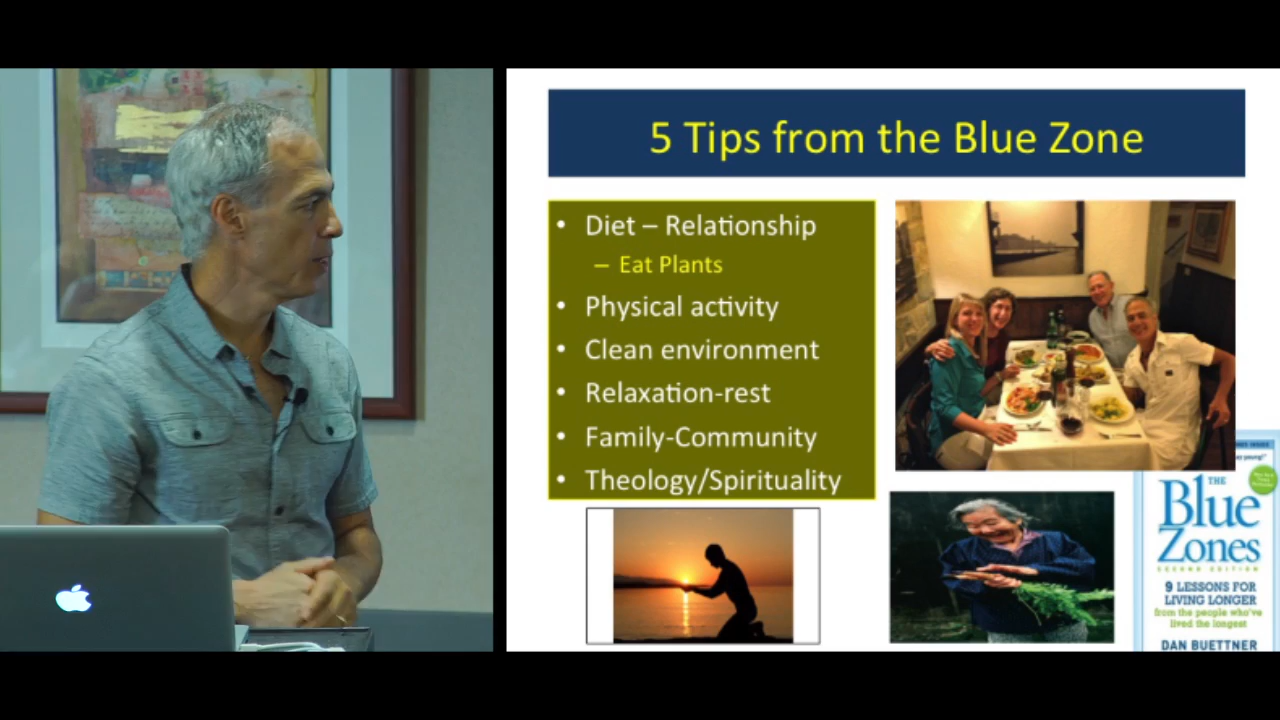 5 Tips from the Blue Zone
• Diet – Relationship
– Eat Plants
• Physical activity
• Clean environment
• Relaxation-rest
• Family-Community
• Theology/Spirituality
THE
Blue
Zones
SECOND EDITION
9 LESSONS FOR
LIVING LONGER
from the people who've
lived the longest
DAN BUETTNER